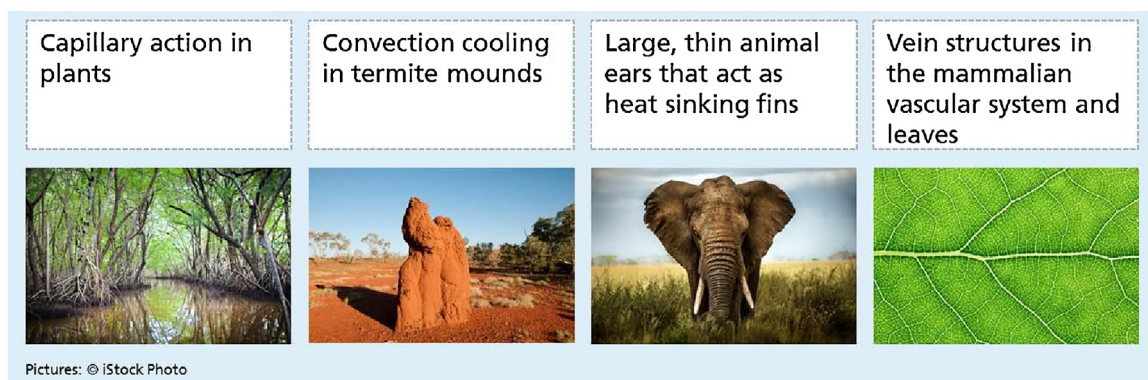 Capillary action in
plants
Convection cooling
in termite mounds
Large, thin animal
ears that act as
heat sinking fins
Vein structures in
the mammalian
vascular system and
leaves
Pictures: © iStock Photo